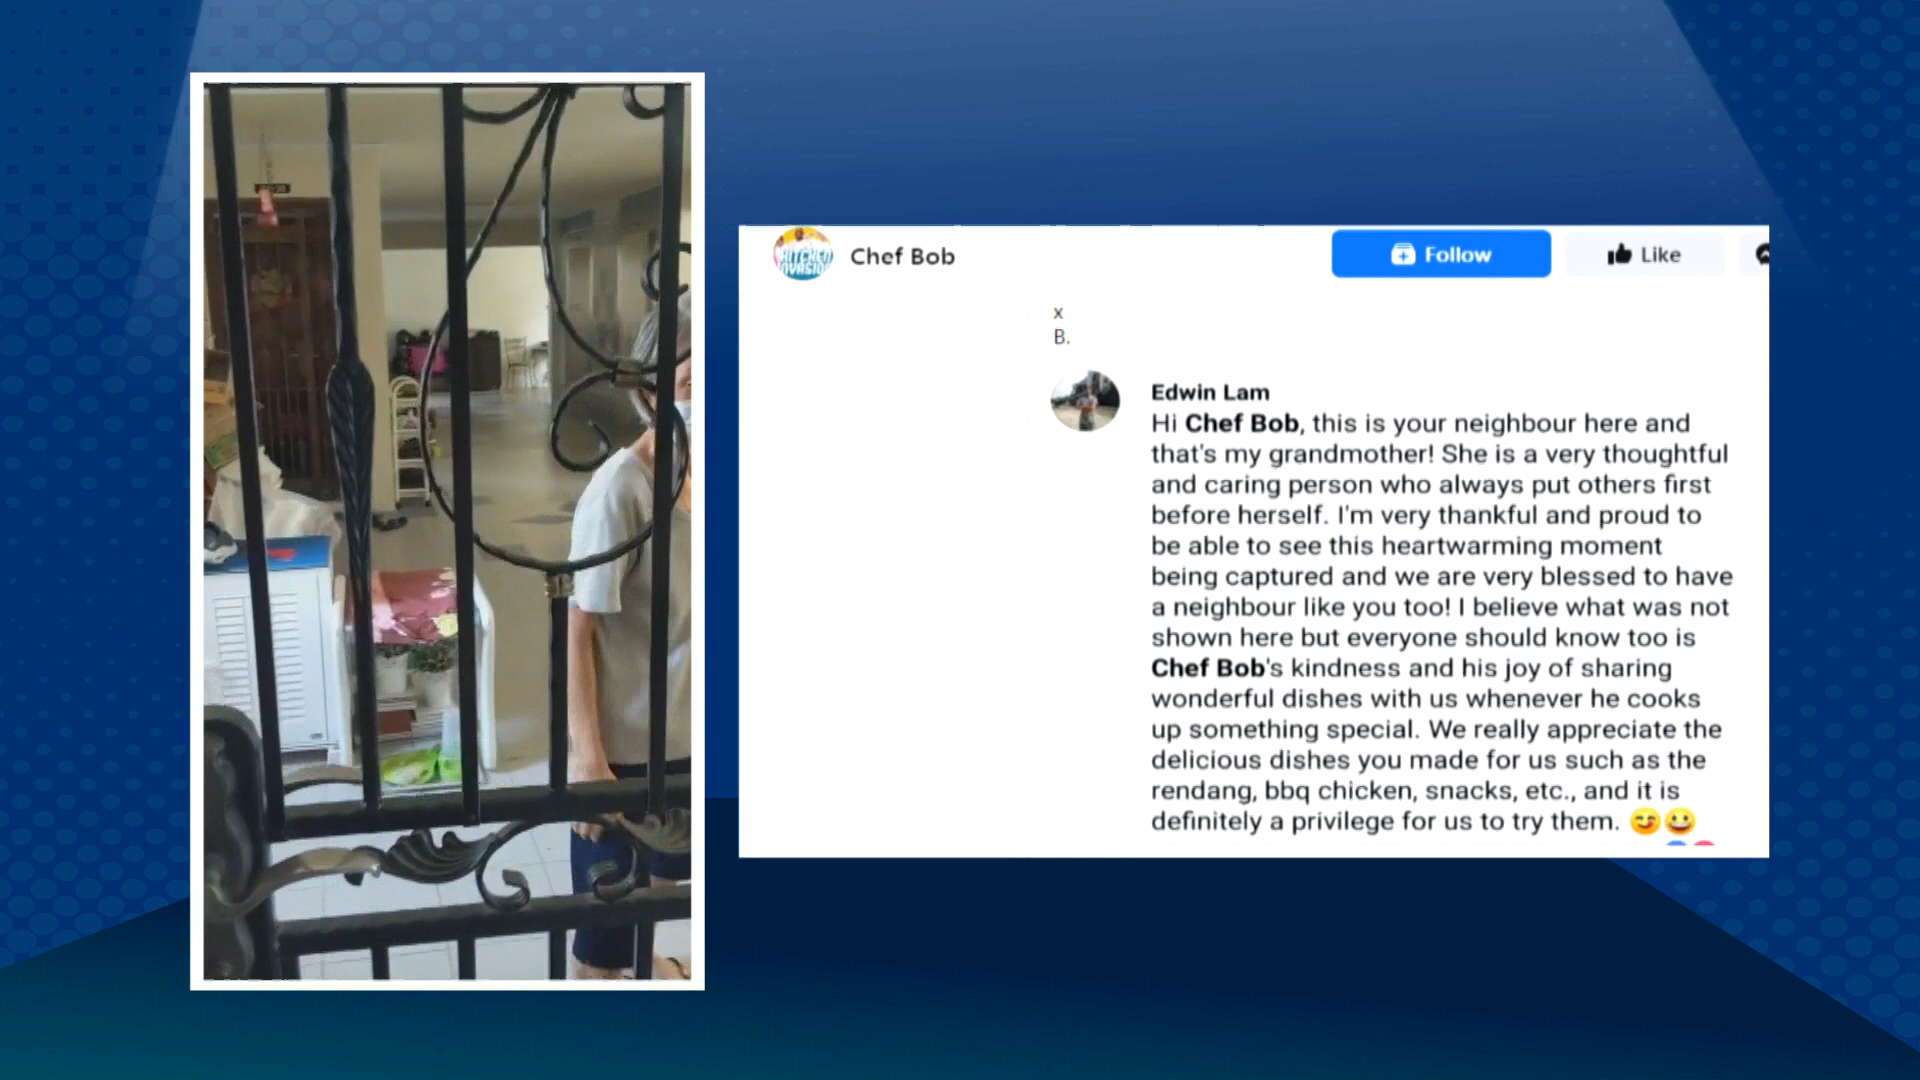 KITCHEN
INVASION
Chef Bob
Follow
Like
x
B.
Edwin Lam
Hi Chef Bob, this is your neighbour here and
that's my grandmother! She is a very thoughtful
and caring person who always put others first
before herself. I'm very thankful and proud to
be able to see this heartwarming moment
being captured and we are very blessed to have
a neighbour like you too! I believe what was not
shown here but everyone should know too is
Chef Bob's kindness and his joy of sharing
wonderful dishes with us whenever he cooks
up something special. We really appreciate the
delicious dishes you made for us such as the
rendang, bbq chicken, snacks, etc., and it is
definitely a privilege for us to try them. 😏😀